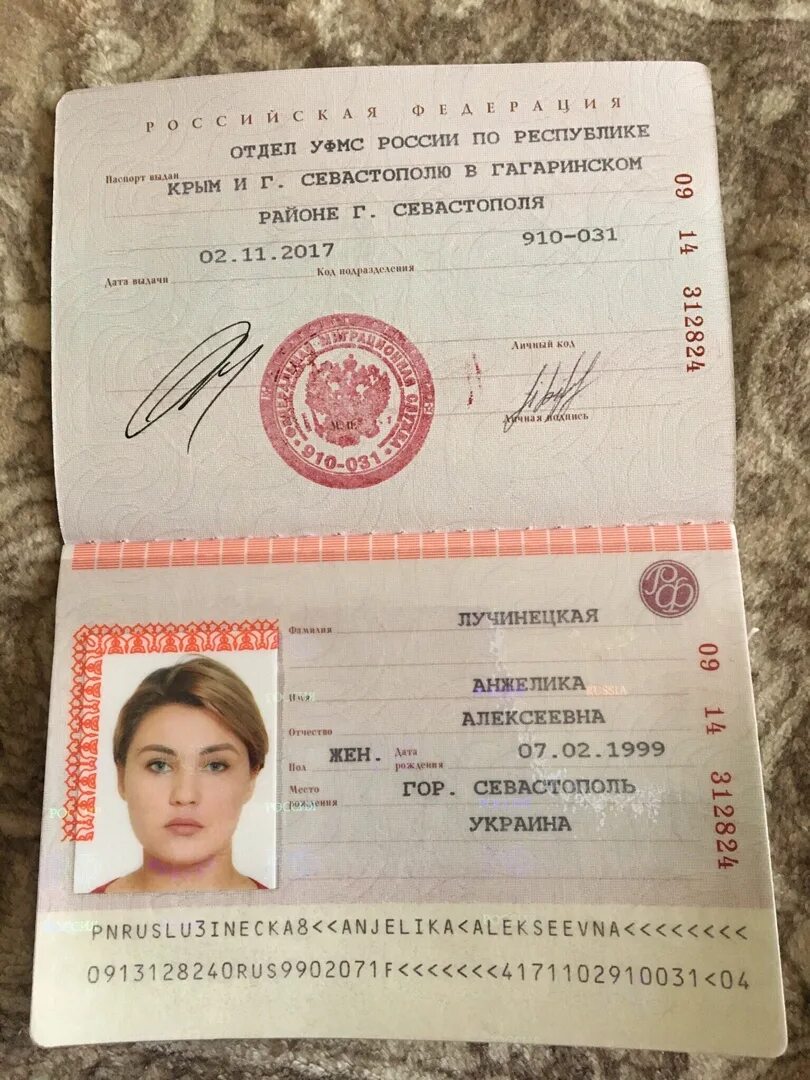 РОССИЙСКАЯ ФЕДЕРАЦИЯ
Паспорт выдан ОТДЕЛ УФМС РОССИИ ПО РЕСПУБЛИКЕ
КРЫМ И Г. СЕВАСТОПОЛЮ В ГАГАРИНСКОМ
РАЙОНЕ Г. СЕВАСТОПОЛЯ
Дата выдачи 02.11.2017 Код подразделения 910-031
09 14 312824
Личный код
Личная подпись
М.П.
МИГРАЦИОННАЯ СЛУЖБА
910-031
РФ
Фамилия ЛУЧИНЕЦКАЯ
Имя АНЖЕЛИКА
RUSSIA
Отчество АЛЕКСЕЕВНА
Пол ЖЕН. Дата рождения 07.02.1999
Место рождения ГОР. СЕВАСТОПОЛЬ
УКРАИНА
09 14 312824
PNRUSLU3INECKA8<<ANJELIKA<ALEKSEEVNA<<<<<<<<
0913128240RUS9902071F<<<<<<<4171102910031<04